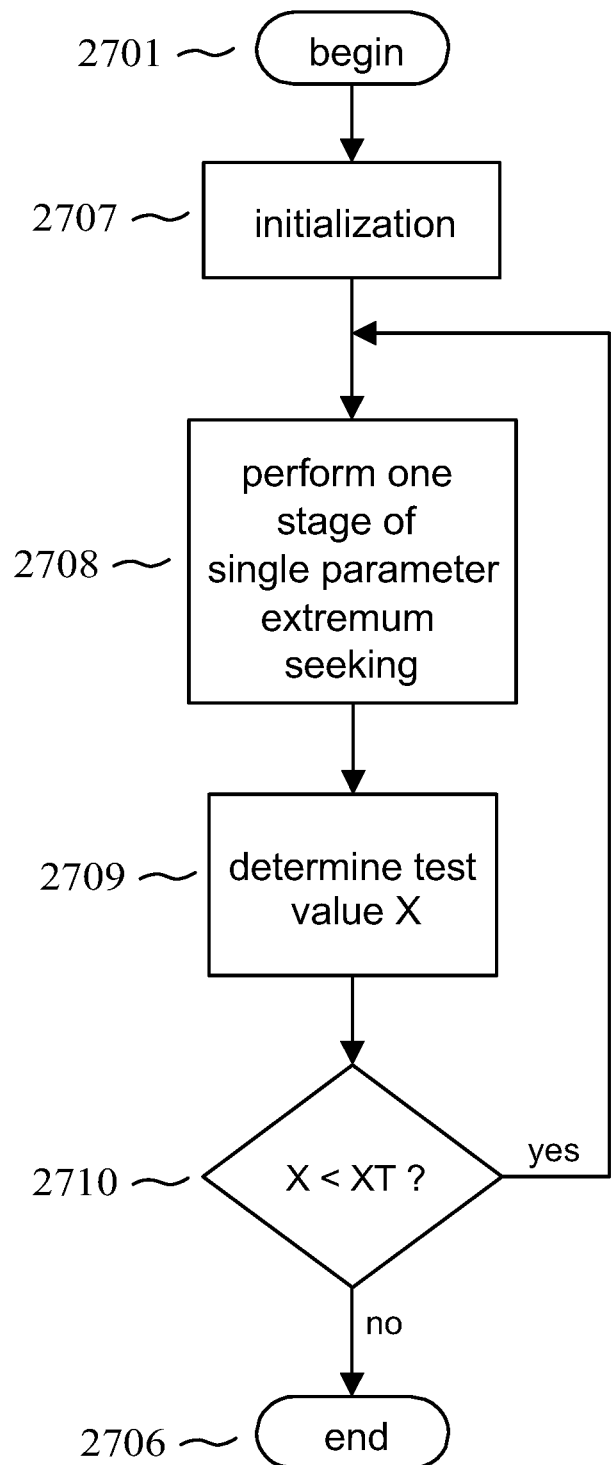 2701
begin
2707
initialization
2708
perform one
stage of
single parameter
extremum
seeking
2709
determine test
value X
2710
X < XT ?
yes
no
2706
end